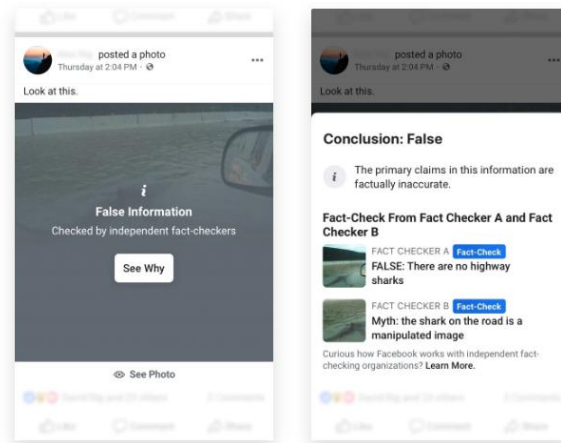 posted a photo
Thursday at 2:04 PM ·
Look at this.
i
False Information
Checked by independent fact-checkers
See Why
See Photo
posted a photo
Thursday at 2:04 PM ·
Look at this.
Conclusion: False
i
The primary claims in this information are
factually inaccurate.
Fact-Check From Fact Checker A and Fact
Checker B
FACT CHECKER A Fact-Check
FALSE: There are no highway
sharks
FACT CHECKER B Fact-Check
Myth: the shark on the road is a
manipulated image
Curious how Facebook works with independent fact-
checking organizations? Learn More.